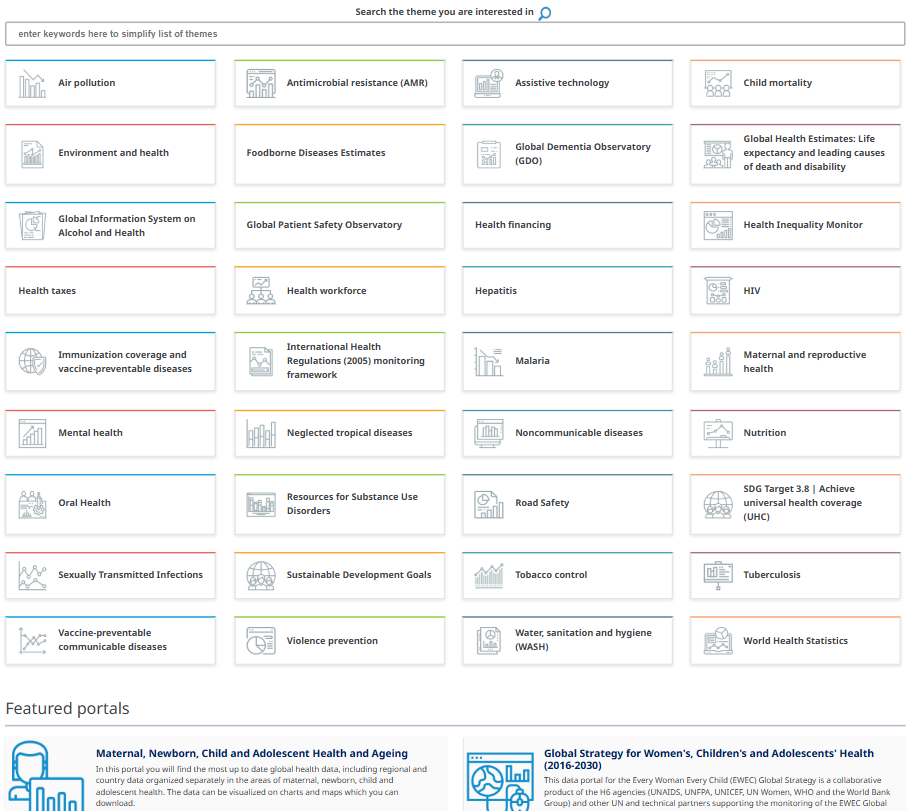 Search the theme you are interested in
enter keywords here to simplify list of themes
Air pollution
Antimicrobial resistance (AMR)
Assistive technology
Child mortality
Environment and health
Foodborne Diseases Estimates
Global Dementia Observatory
(GDO)
Global Health Estimates: Life
expectancy and leading causes
of death and disability
Global Information System on
Alcohol and Health
Global Patient Safety Observatory
Health financing
Health Inequality Monitor
Health taxes
Health workforce
Hepatitis
HIV
Immunization coverage and
vaccine-preventable diseases
International Health
Regulations (2005) monitoring
framework
Malaria
Maternal and reproductive
health
Mental health
Neglected tropical diseases
Noncommunicable diseases
Nutrition
Oral Health
Resources for Substance Use
Disorders
Road Safety
SDG Target 3.8 | Achieve
universal health coverage
(UHC)
Sexually Transmitted Infections
Sustainable Development Goals
Tobacco control
Tuberculosis
Vaccine-preventable
communicable diseases
Violence prevention
Water, sanitation and hygiene
(WASH)
World Health Statistics
Featured portals
Maternal, Newborn, Child and Adolescent Health and Ageing
In this portal you will find the most up to date global health data, including regional and
country data organized separately in the areas of maternal, newborn, child and
adolescent health. The data can be visualized on charts and maps which you can
download.
Global Strategy for Women's, Children's and Adolescents' Health
(2016-2030)
This data portal for the Every Woman Every Child (EWEC) Global Strategy is a collaborative
product of the H6 agencies (UNAIDS, UNFPA, UNICEF, UN Women, WHO and the World Bank
Group) and other UN and technical partners supporting the monitoring of the EWEC Global